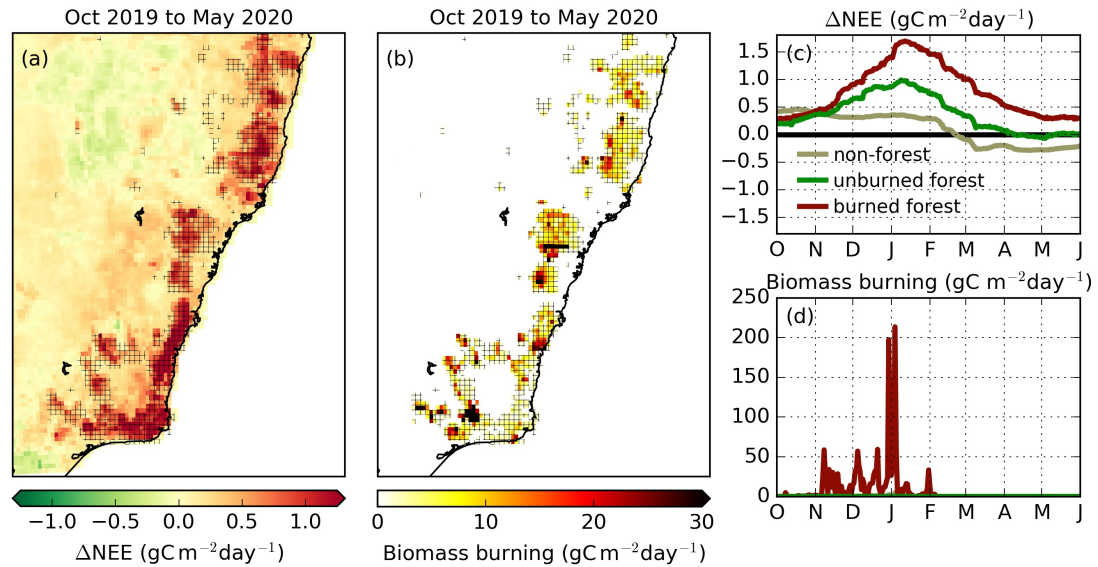 Oct 2019 to May 2020
(a)
−1.0 −0.5 0.0 0.5 1.0
ΔNEE (gC m−2day−1)
Oct 2019 to May 2020
(b)
0 10 20 30
Biomass burning (gC m−2day−1)
ΔNEE (gC m−2day−1)
(c)
1.5
1.0
0.5
0.0
−0.5
−1.0
−1.5
non-forest
unburned forest
burned forest
O N D J F M A M J
Biomass burning (gC m−2day−1)
(d)
250
200
150
100
50
0
O N D J F M A M J